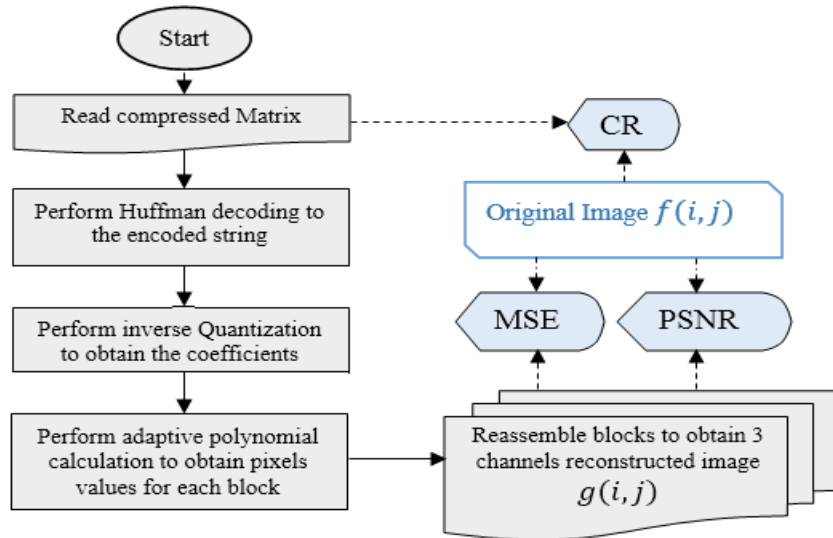 Start
Read compressed Matrix
CR
Perform Huffman decoding to
the encoded string
Original Image f(i,j)
Perform inverse Quantization
to obtain the coefficients
MSE
PSNR
Perform adaptive polynomial
calculation to obtain pixels
values for each block
Reassemble blocks to obtain 3
channels reconstructed image
g(i,j)